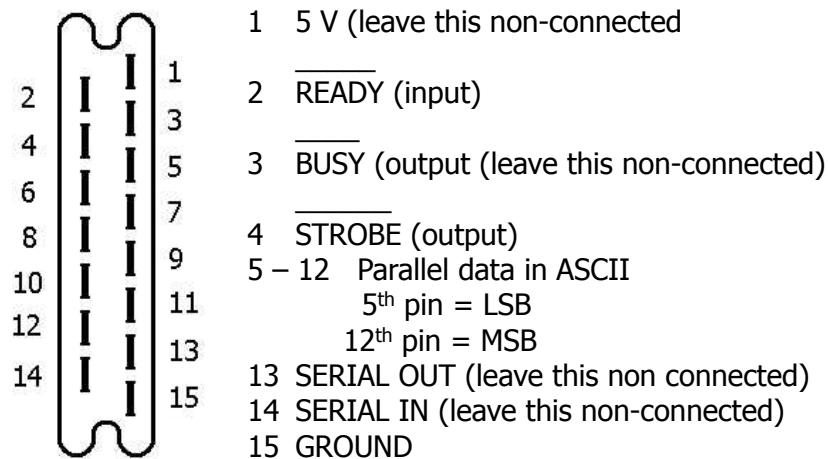 1 5 V (leave this non-connected
2 READY (input)
3 BUSY (output (leave this non-connected)
4 STROBE (output)
5 – 12 Parallel data in ASCII
5th pin = LSB
12th pin = MSB
13 SERIAL OUT (leave this non connected)
14 SERIAL IN (leave this non-connected)
15 GROUND
1
2
3
4
5
6
7
8
9
10
11
12
13
14
15